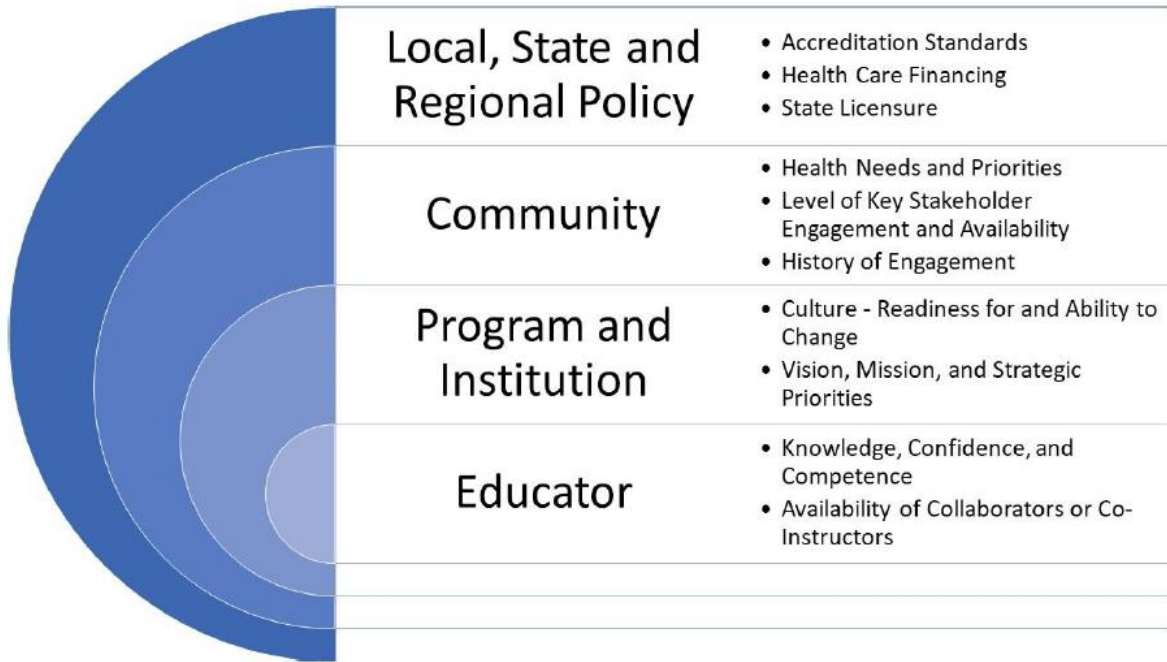 Local, State and
Regional Policy
• Accreditation Standards
• Health Care Financing
• State Licensure
Community
• Health Needs and Priorities
• Level of Key Stakeholder
Engagement and Availability
• History of Engagement
Program and
Institution
• Culture - Readiness for and Ability to
Change
• Vision, Mission, and Strategic
Priorities
Educator
• Knowledge, Confidence, and
Competence
• Availability of Collaborators or Co-
Instructors